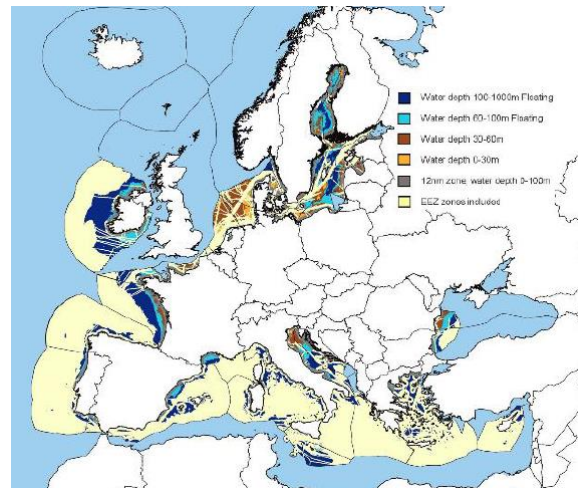 Water depth 100-1000m Floating
Water depth 60-100m Floating
Water depth 30-60m
Water depth 0-30m
12nm zone, water depth 0-100m
EEZ zones included